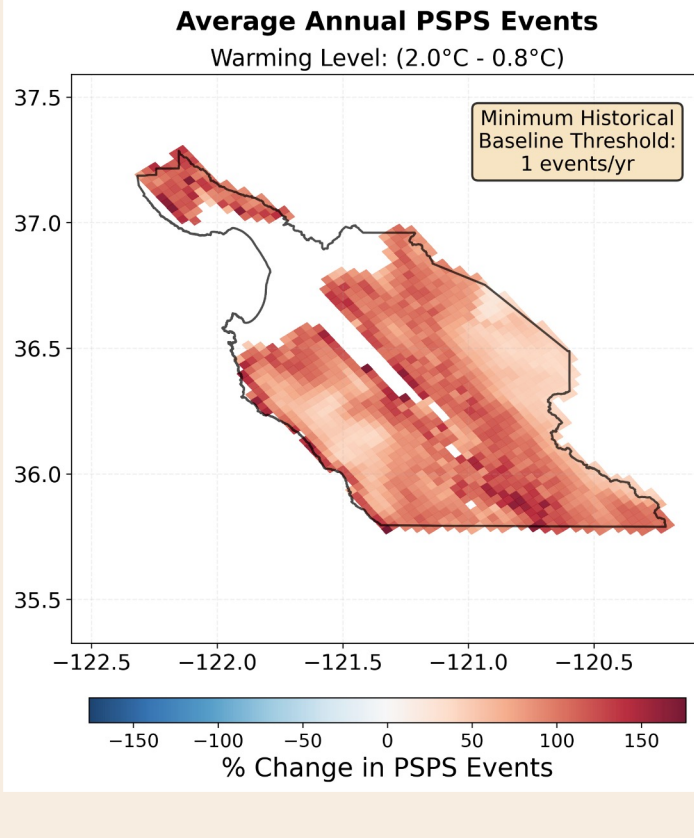 Average Annual PSPS Events
Warming Level: (2.0°C - 0.8°C)
Minimum Historical
Baseline Threshold:
1 events/yr
37.5
37.0
36.5
36.0
35.5
−122.5 −122.0 −121.5 −121.0 −120.5
−150 −100 −50 0 50 100 150
% Change in PSPS Events